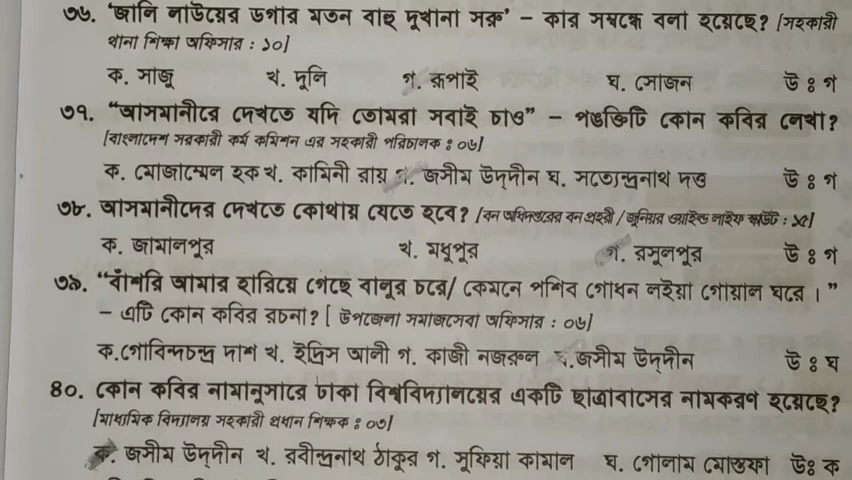 ৩৬. 'জালি লাউয়ের ডগার মতন বাহু দুখানা সরু' – কার সম্বন্ধে বলা হয়েছে? [সহকারী
থানা শিক্ষা অফিসার : ১০]
ক. সাজু খ. দুলি গ. রূপাই ঘ. সোজন উ : গ
৩৭. "আসমানীরে দেখতে যদি তোমরা সবাই চাও" – পঙক্তিটি কোন কবির লেখা?
[বাংলাদেশ সরকারী কর্ম কমিশন এর সহকারী পরিচালক : ০৬]
ক. মোজাম্মেল হক খ. কামিনী রায় গ. জসীম উদ্দীন ঘ. সত্যেন্দ্রনাথ দত্ত উ : গ
৩৮. আসমানীদের দেখতে কোথায় যেতে হবে? [বন অধিদপ্তরের বন প্রহরী / জুনিয়র ওয়াইল্ড লাইফ স্কাউট : ১৫]
ক. জামালপুর খ. মধুপুর গ. রসুলপুর উ : গ
৩৯. "বাঁশরি আমার হারিয়ে গেছে বালুর চরে/ কেমনে পশিব গোধন লইয়া গোয়াল ঘরে ।"
– এটি কোন কবির রচনা? [ উপজেলা সমাজসেবা অফিসার : ০৬]
ক.গোবিন্দচন্দ্র দাশ খ. ইদ্রিস আলী গ. কাজী নজরুল ঘ.জসীম উদ্দীন উ : ঘ
৪০. কোন কবির নামানুসারে ঢাকা বিশ্ববিদ্যালয়ের একটি ছাত্রাবাসের নামকরণ হয়েছে?
[মাধ্যমিক বিদ্যালয় সহকারী প্রধান শিক্ষক : ০৩]
ক. জসীম উদ্দীন খ. রবীন্দ্রনাথ ঠাকুর গ. সুফিয়া কামাল ঘ. গোলাম মোস্তফা উঃ ক